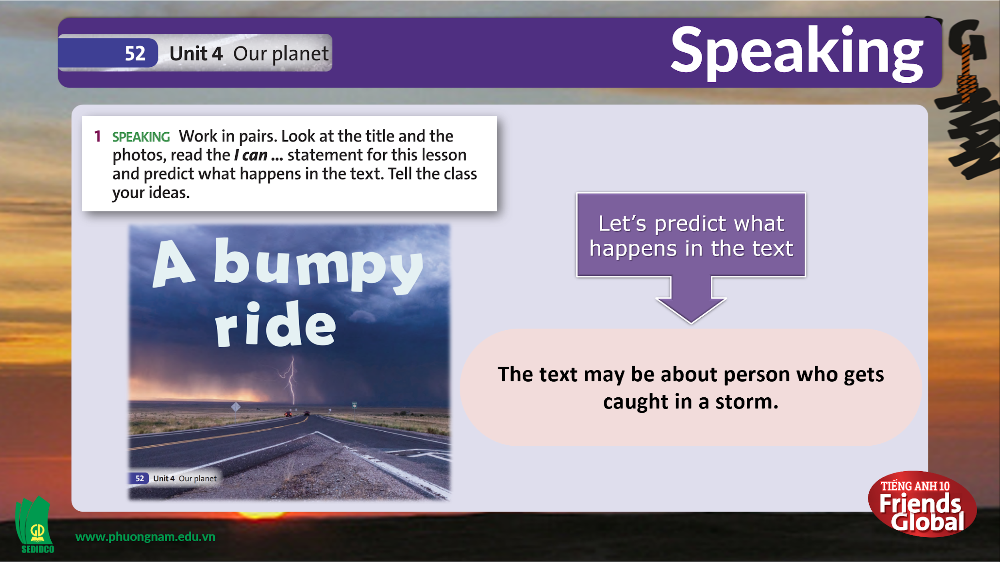 52 Unit 4 Our planet
Speaking
1 SPEAKING Work in pairs. Look at the title and the
photos, read the I can ... statement for this lesson
and predict what happens in the text. Tell the class
your ideas.
A bumpy
ride
52 Unit 4 Our planet
Let’s predict what
happens in the text
The text may be about person who gets
caught in a storm.
GD
SEDIDCO
www.phuongnam.edu.vn
TIẾNG ANH 10
Friends
Global